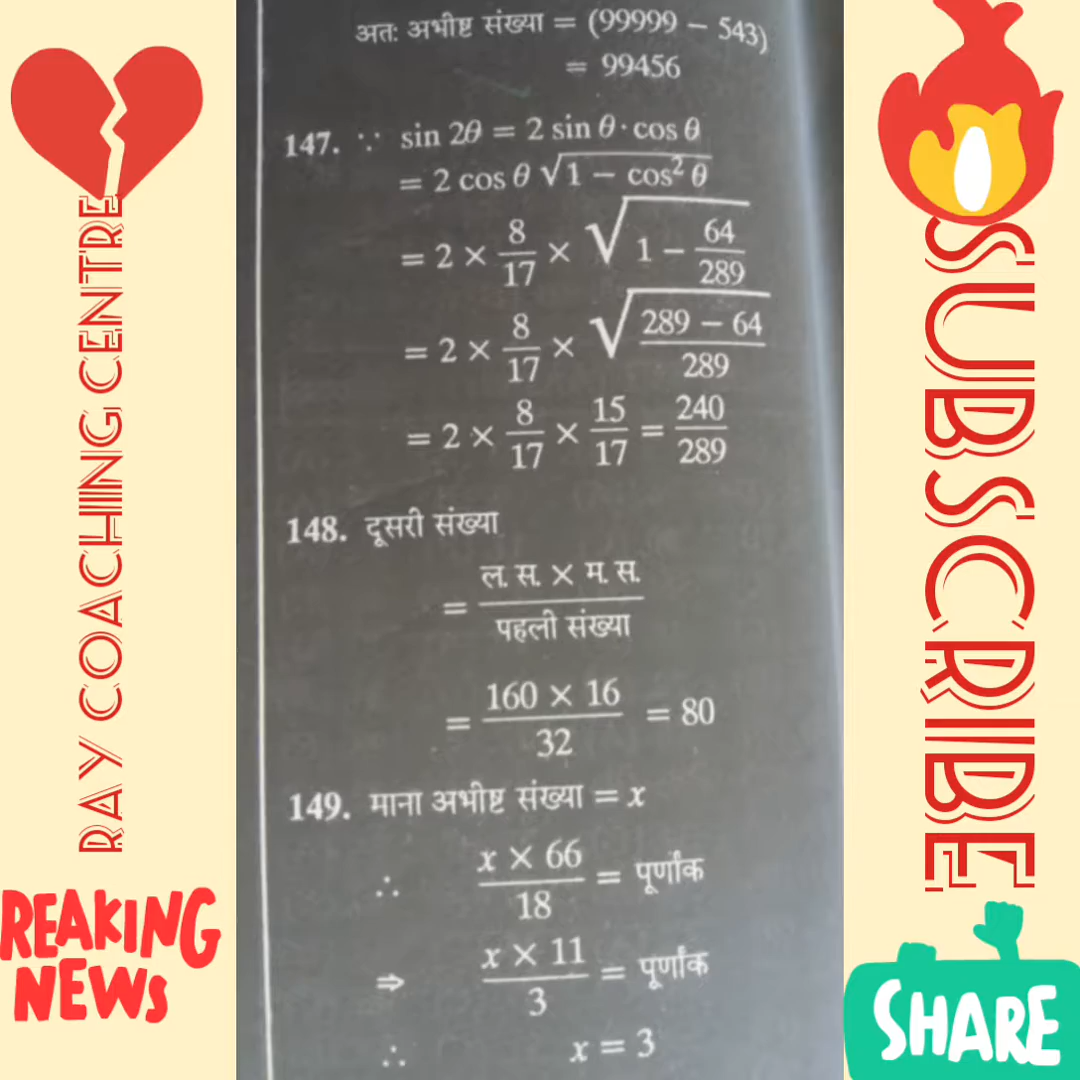 अतः अभीष्ट संख्या = (99999 − 543)
= 99456
147. ∵ sin 2θ = 2 sin θ · cos θ
= 2 cos θ √1 − cos² θ
= 2 × 8/17 × √1 − 64/289
= 2 × 8/17 × √289 − 64/289
= 2 × 8/17 × 15/17 = 240/289
148. दूसरी संख्या
= ल. स. × म. स./पहली संख्या
= 160 × 16/32 = 80
149. माना अभीष्ट संख्या = x
∴ x × 66/18 = पूर्णांक
⇒ x × 11/3 = पूर्णांक
∴ x = 3
RAY COACHING CENTRE
REAKING
NEWS
SUBSCRIBE
SHARE